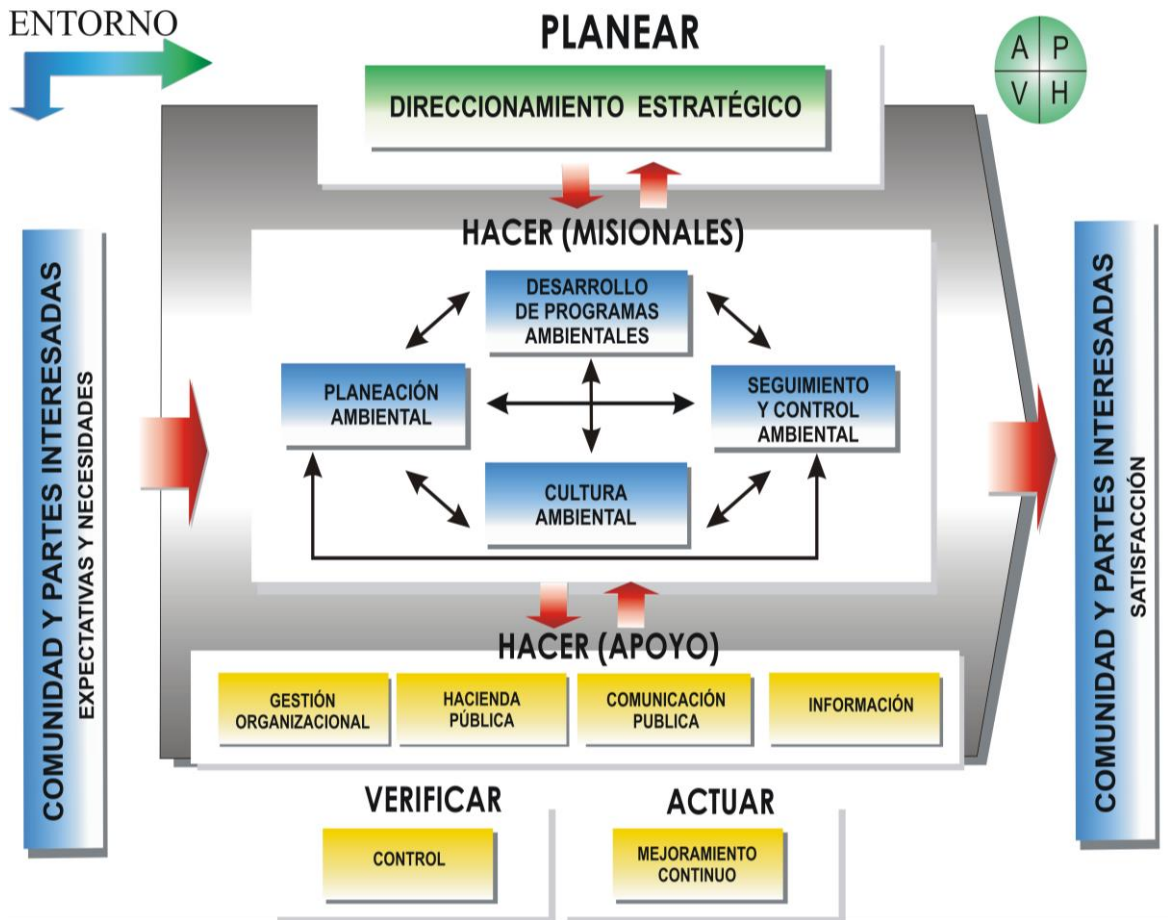 ENTORNO
PLANEAR
A P
V H
DIRECCIONAMIENTO ESTRATÉGICO
HACER (MISIONALES)
COMUNIDAD Y PARTES INTERESADAS
EXPECTATIVAS Y NECESIDADES
DESARROLLO
DE PROGRAMAS
AMBIENTALES
PLANEACIÓN
AMBIENTAL
SEGUIMIENTO
Y CONTROL
AMBIENTAL
CULTURA
AMBIENTAL
COMUNIDAD Y PARTES INTERESADAS
SATISFACCIÓN
HACER (APOYO)
GESTIÓN
ORGANIZACIONAL
HACIENDA
PÚBLICA
COMUNICACIÓN
PUBLICA
INFORMACIÓN
VERIFICAR
CONTROL
ACTUAR
MEJORAMIENTO
CONTINUO